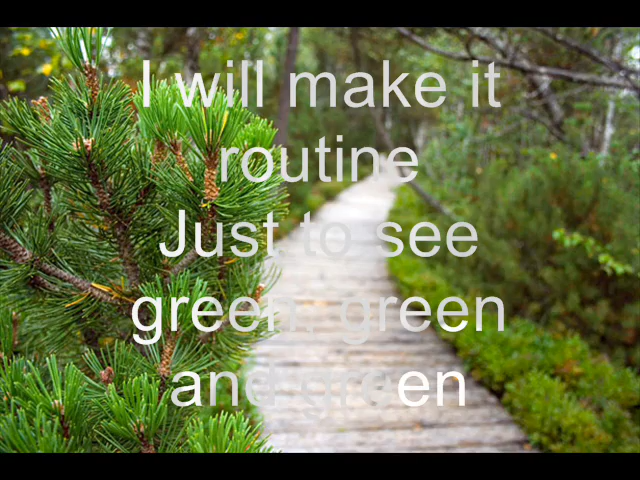 I will make it
routine
Just to see
green, green
and green